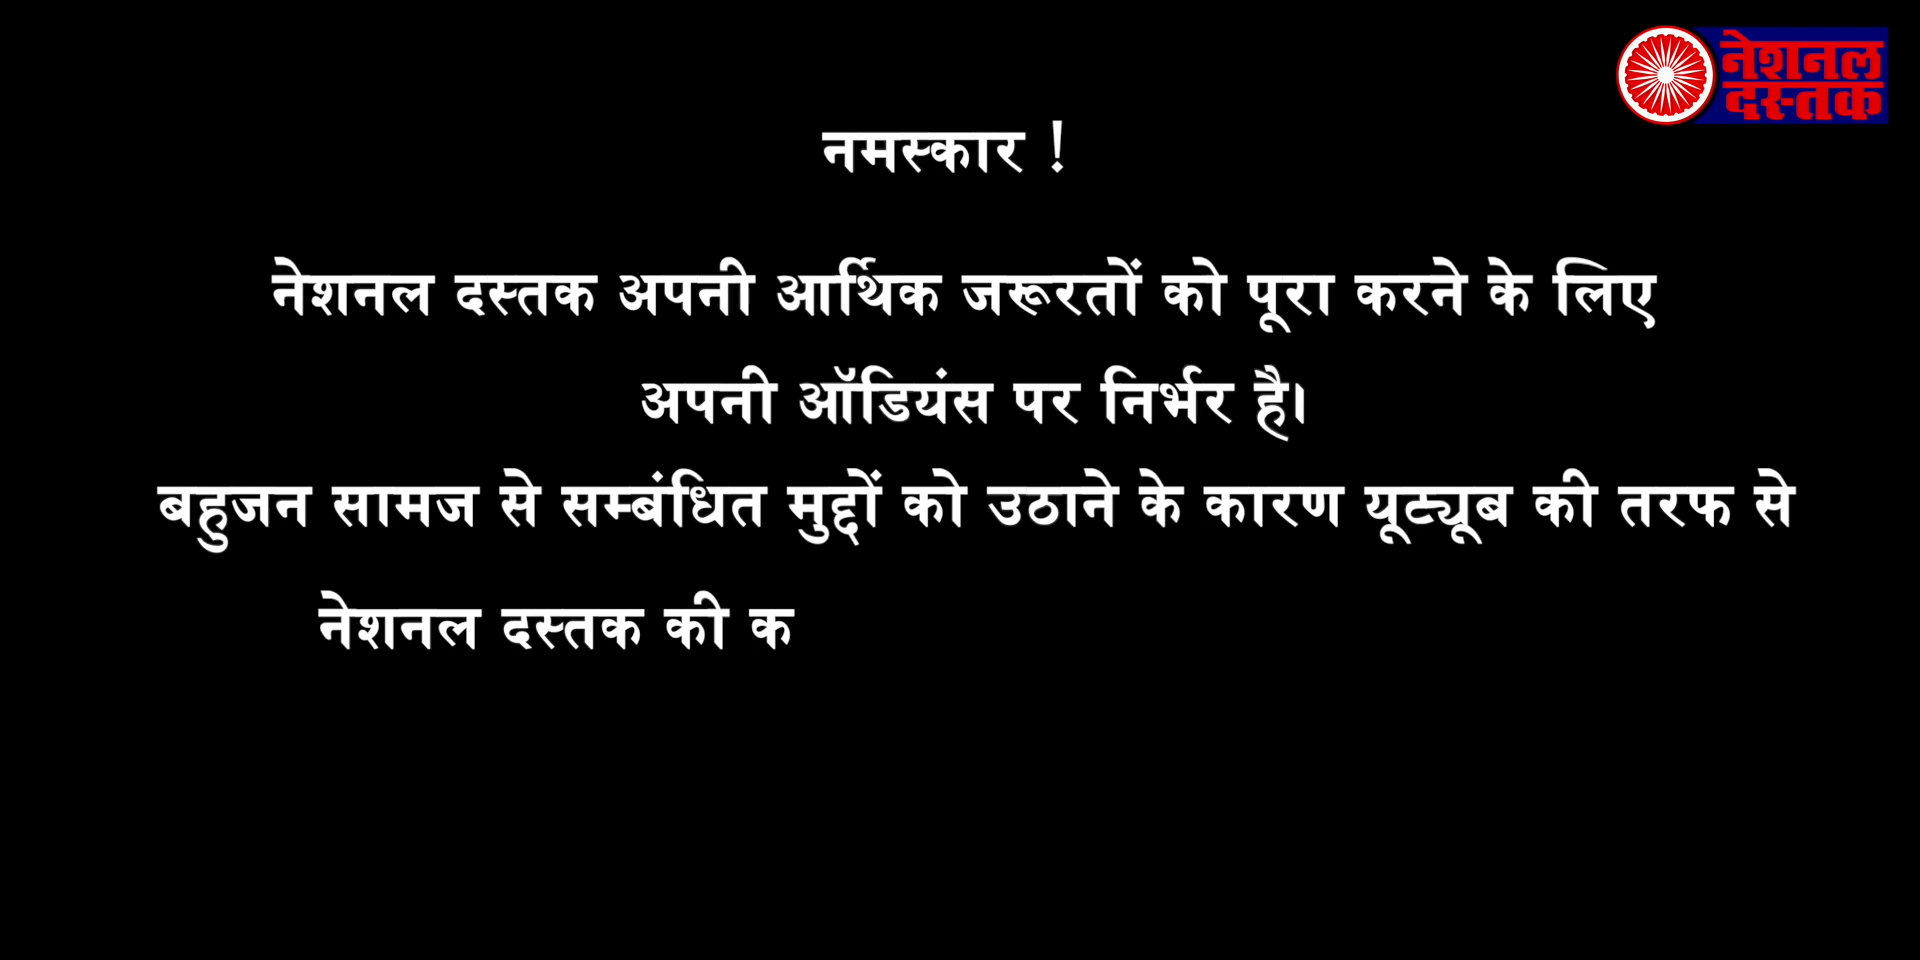 नेशनल
दस्तक
नमस्कार !
नेशनल दस्तक अपनी आर्थिक जरूरतों को पूरा करने के लिए
अपनी ऑडियंस पर निर्भर है।
बहुजन सामज से सम्बंधित मुद्दों को उठाने के कारण यूट्यूब की तरफ से
नेशनल दस्तक की क